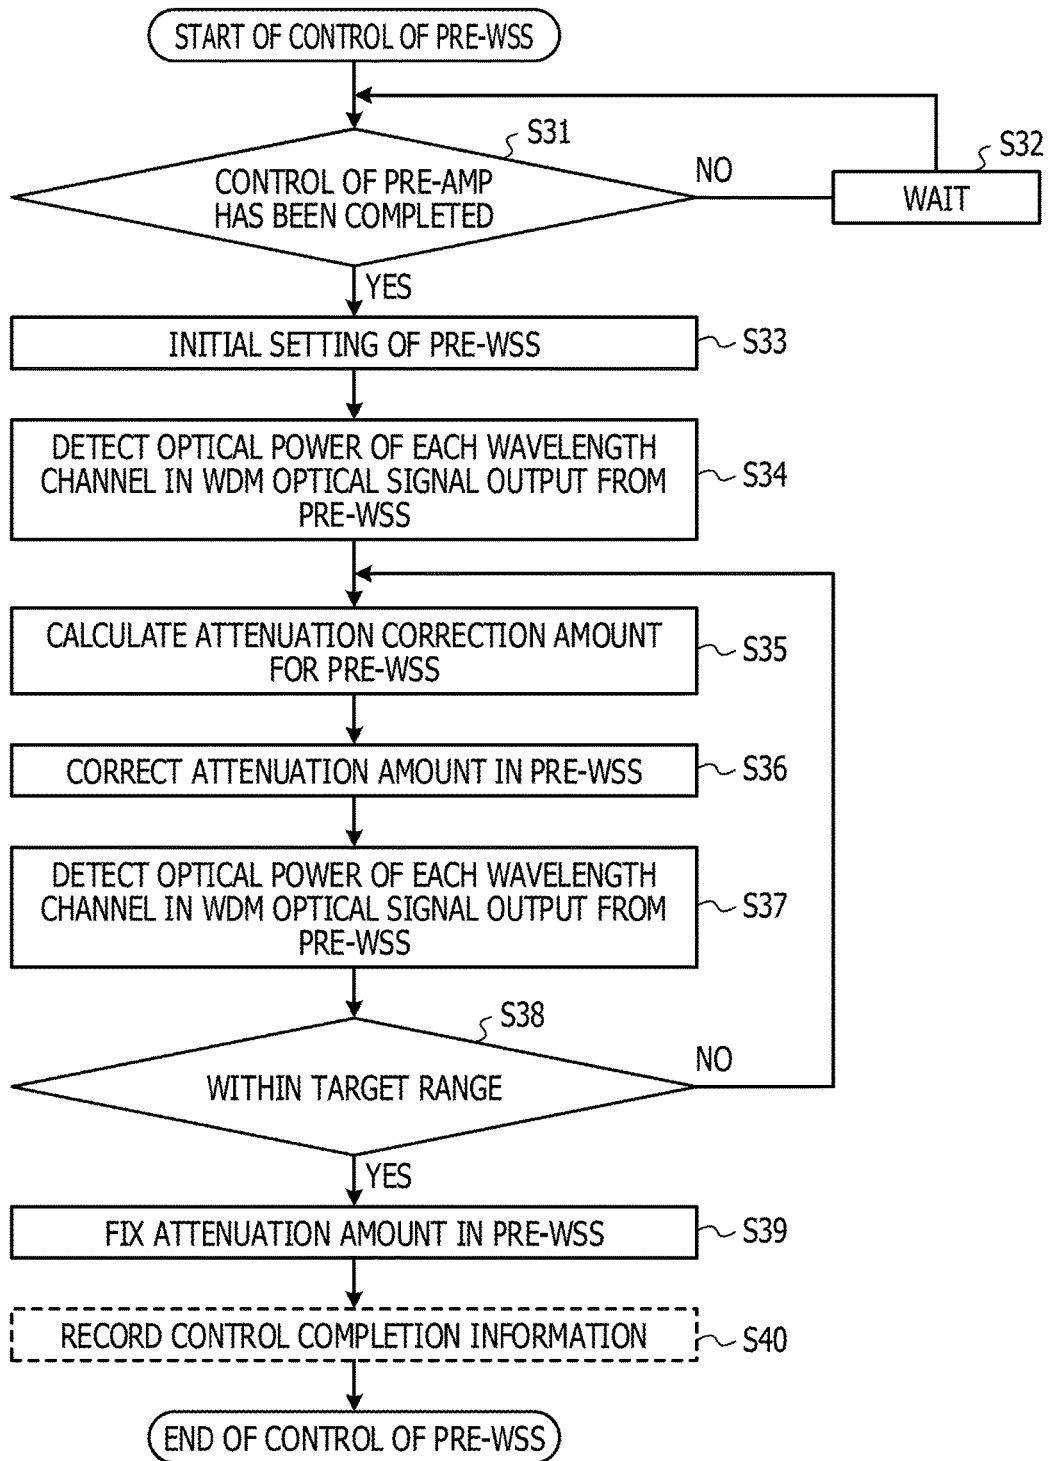 START OF CONTROL OF PRE-WSS
S31
CONTROL OF PRE-AMP
HAS BEEN COMPLETED
NO
S32
WAIT
YES
INITIAL SETTING OF PRE-WSS
S33
DETECT OPTICAL POWER OF EACH WAVELENGTH
CHANNEL IN WDM OPTICAL SIGNAL OUTPUT FROM
PRE-WSS
S34
CALCULATE ATTENUATION CORRECTION AMOUNT
FOR PRE-WSS
S35
CORRECT ATTENUATION AMOUNT IN PRE-WSS
S36
DETECT OPTICAL POWER OF EACH WAVELENGTH
CHANNEL IN WDM OPTICAL SIGNAL OUTPUT FROM
PRE-WSS
S37
S38
WITHIN TARGET RANGE
NO
YES
FIX ATTENUATION AMOUNT IN PRE-WSS
S39
RECORD CONTROL COMPLETION INFORMATION
S40
END OF CONTROL OF PRE-WSS